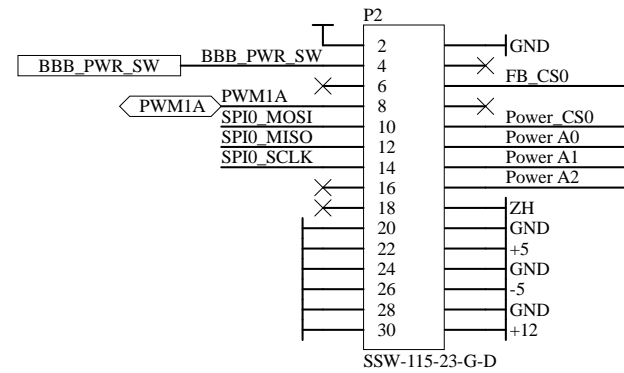 P2
2 GND
BBB_PWR_SW BBB_PWR_SW 4
6 FB_CS0
PWM1A PWM1A 8
SPI0_MOSI 10 Power_CS0
SPI0_MISO 12 Power A0
SPI0_SCLK 14 Power A1
16 Power A2
18 ZH
20 GND
22 +5
24 GND
26 -5
28 GND
30 +12
SSW-115-23-G-D